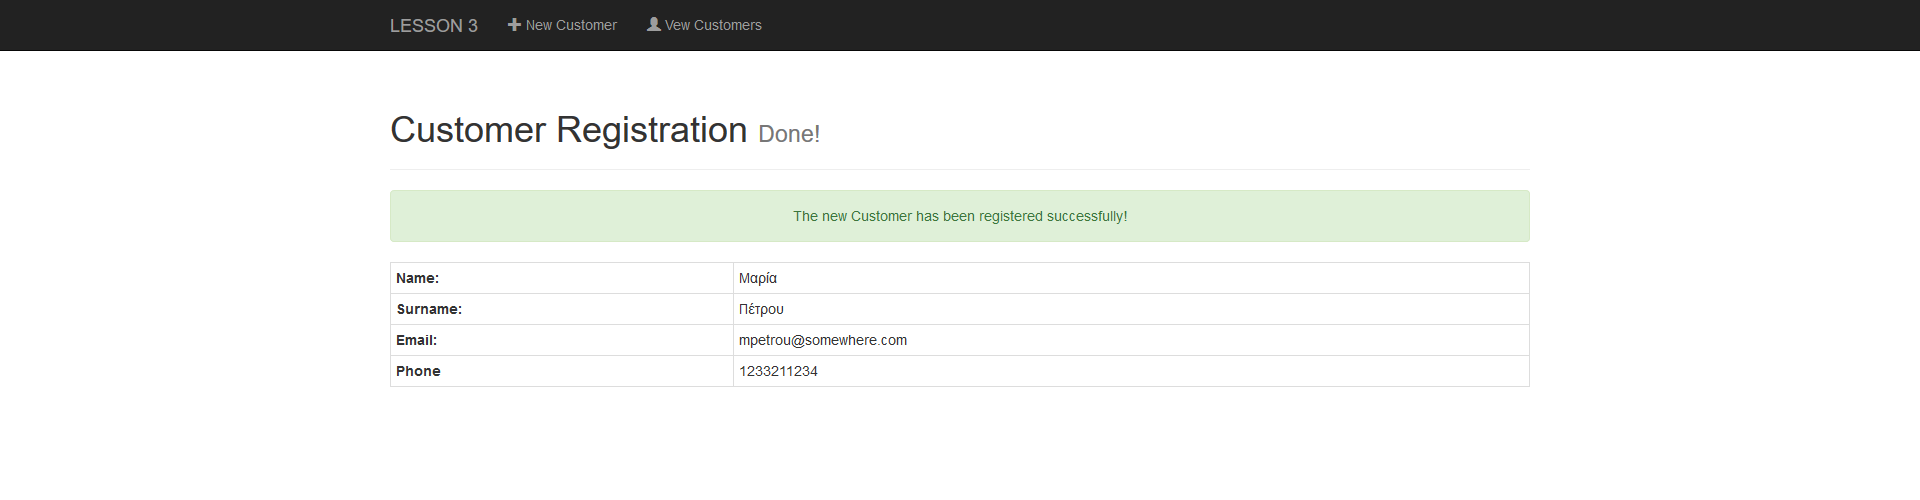 LESSON 3 New Customer Vew Customers
Customer Registration Done!
The new Customer has been registered successfully!
Name: Μαρία
Surname: Πέτρου
Email: mpetrou@somewhere.com
Phone 1233211234